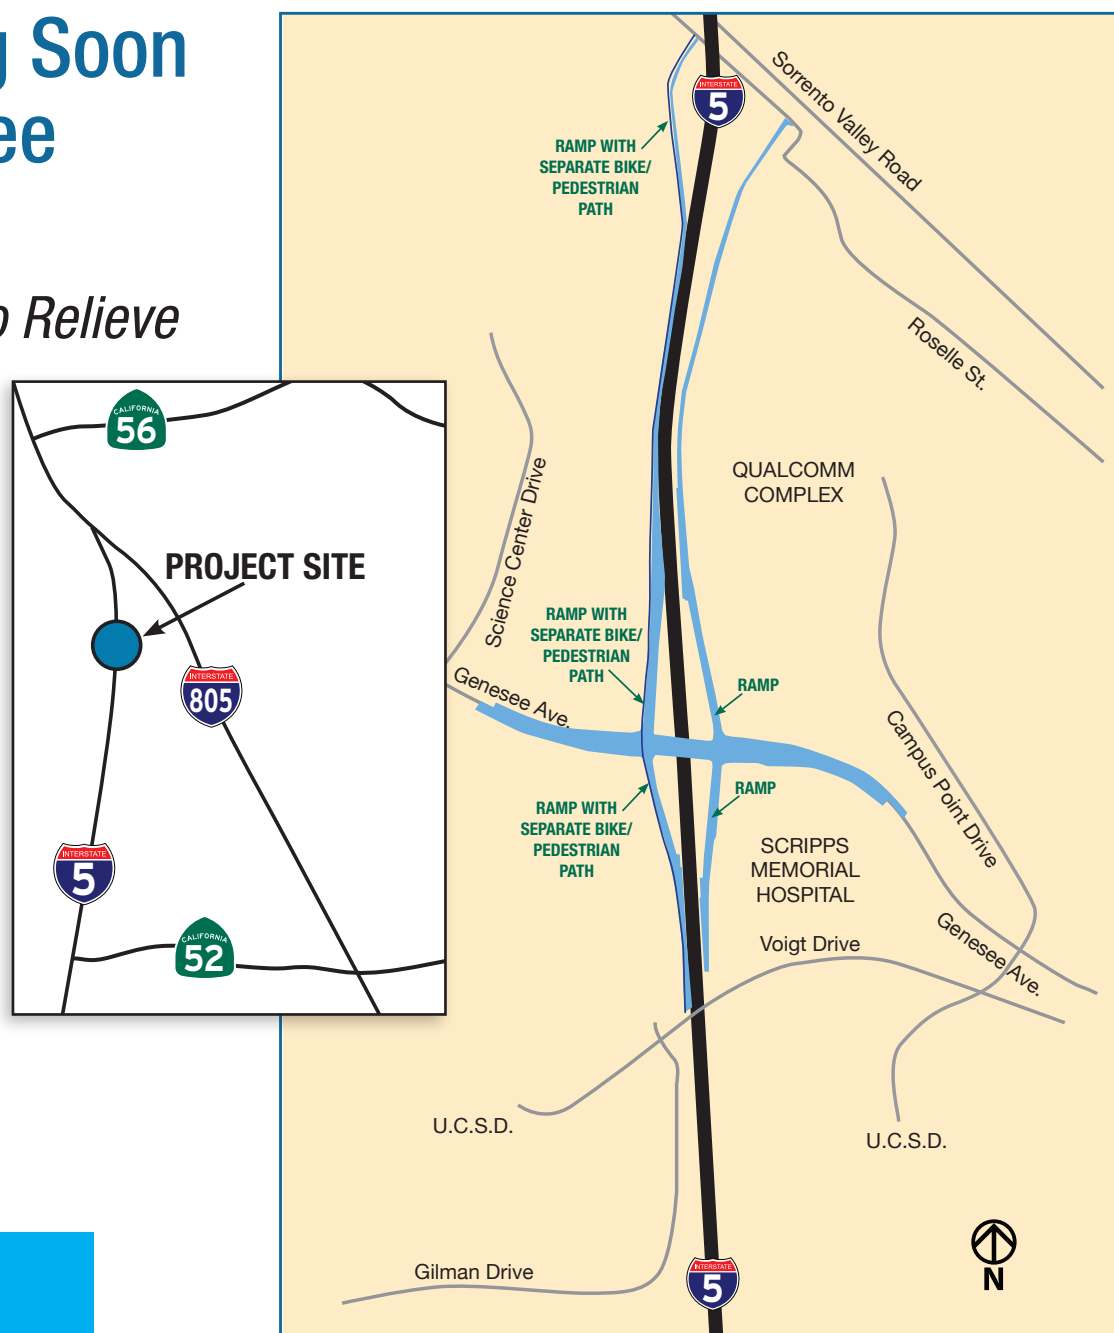 g Soon
ee
o Relieve
CALIFORNIA
56
PROJECT SITE
INTERSTATE
805
INTERSTATE
5
CALIFORNIA
52
INTERSTATE
5
Sorrento Valley Road
RAMP WITH
SEPARATE BIKE/
PEDESTRIAN
PATH
Roselle St.
QUALCOMM
COMPLEX
Science Center Drive
RAMP WITH
SEPARATE BIKE/
PEDESTRIAN
PATH
Genesee Ave.
RAMP
Campus Point Drive
RAMP
RAMP WITH
SEPARATE BIKE/
PEDESTRIAN
PATH
SCRIPPS
MEMORIAL
HOSPITAL
Voigt Drive
Genesee Ave.
U.C.S.D.
U.C.S.D.
Gilman Drive
INTERSTATE
5
N